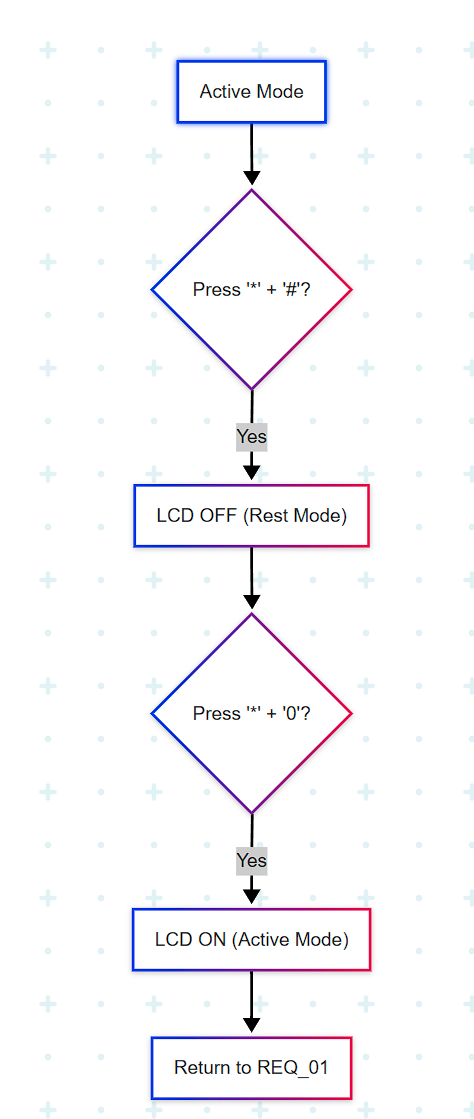 Active Mode
Press '*' + '#'?
Yes
LCD OFF (Rest Mode)
Press '*' + '0'?
Yes
LCD ON (Active Mode)
Return to REQ_01